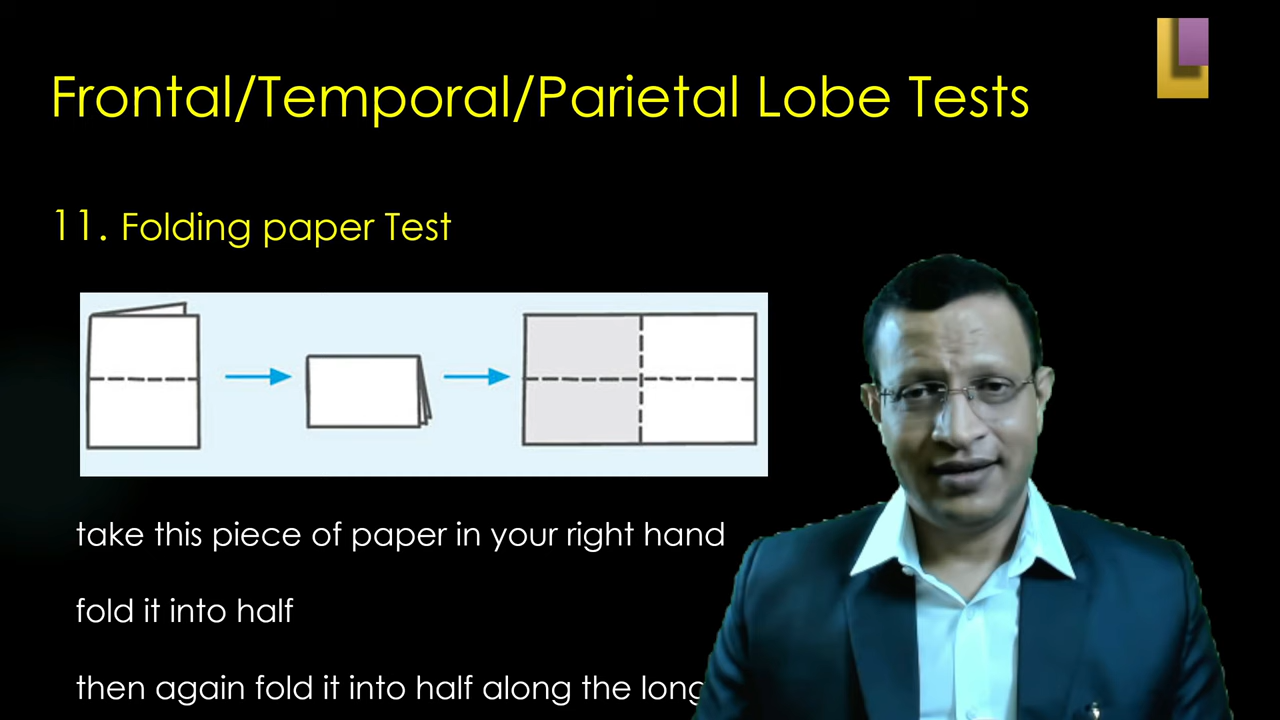 Frontal/Temporal/Parietal Lobe Tests
11. Folding paper Test
take this piece of paper in your right hand
fold it into half
then again fold it into half along the long